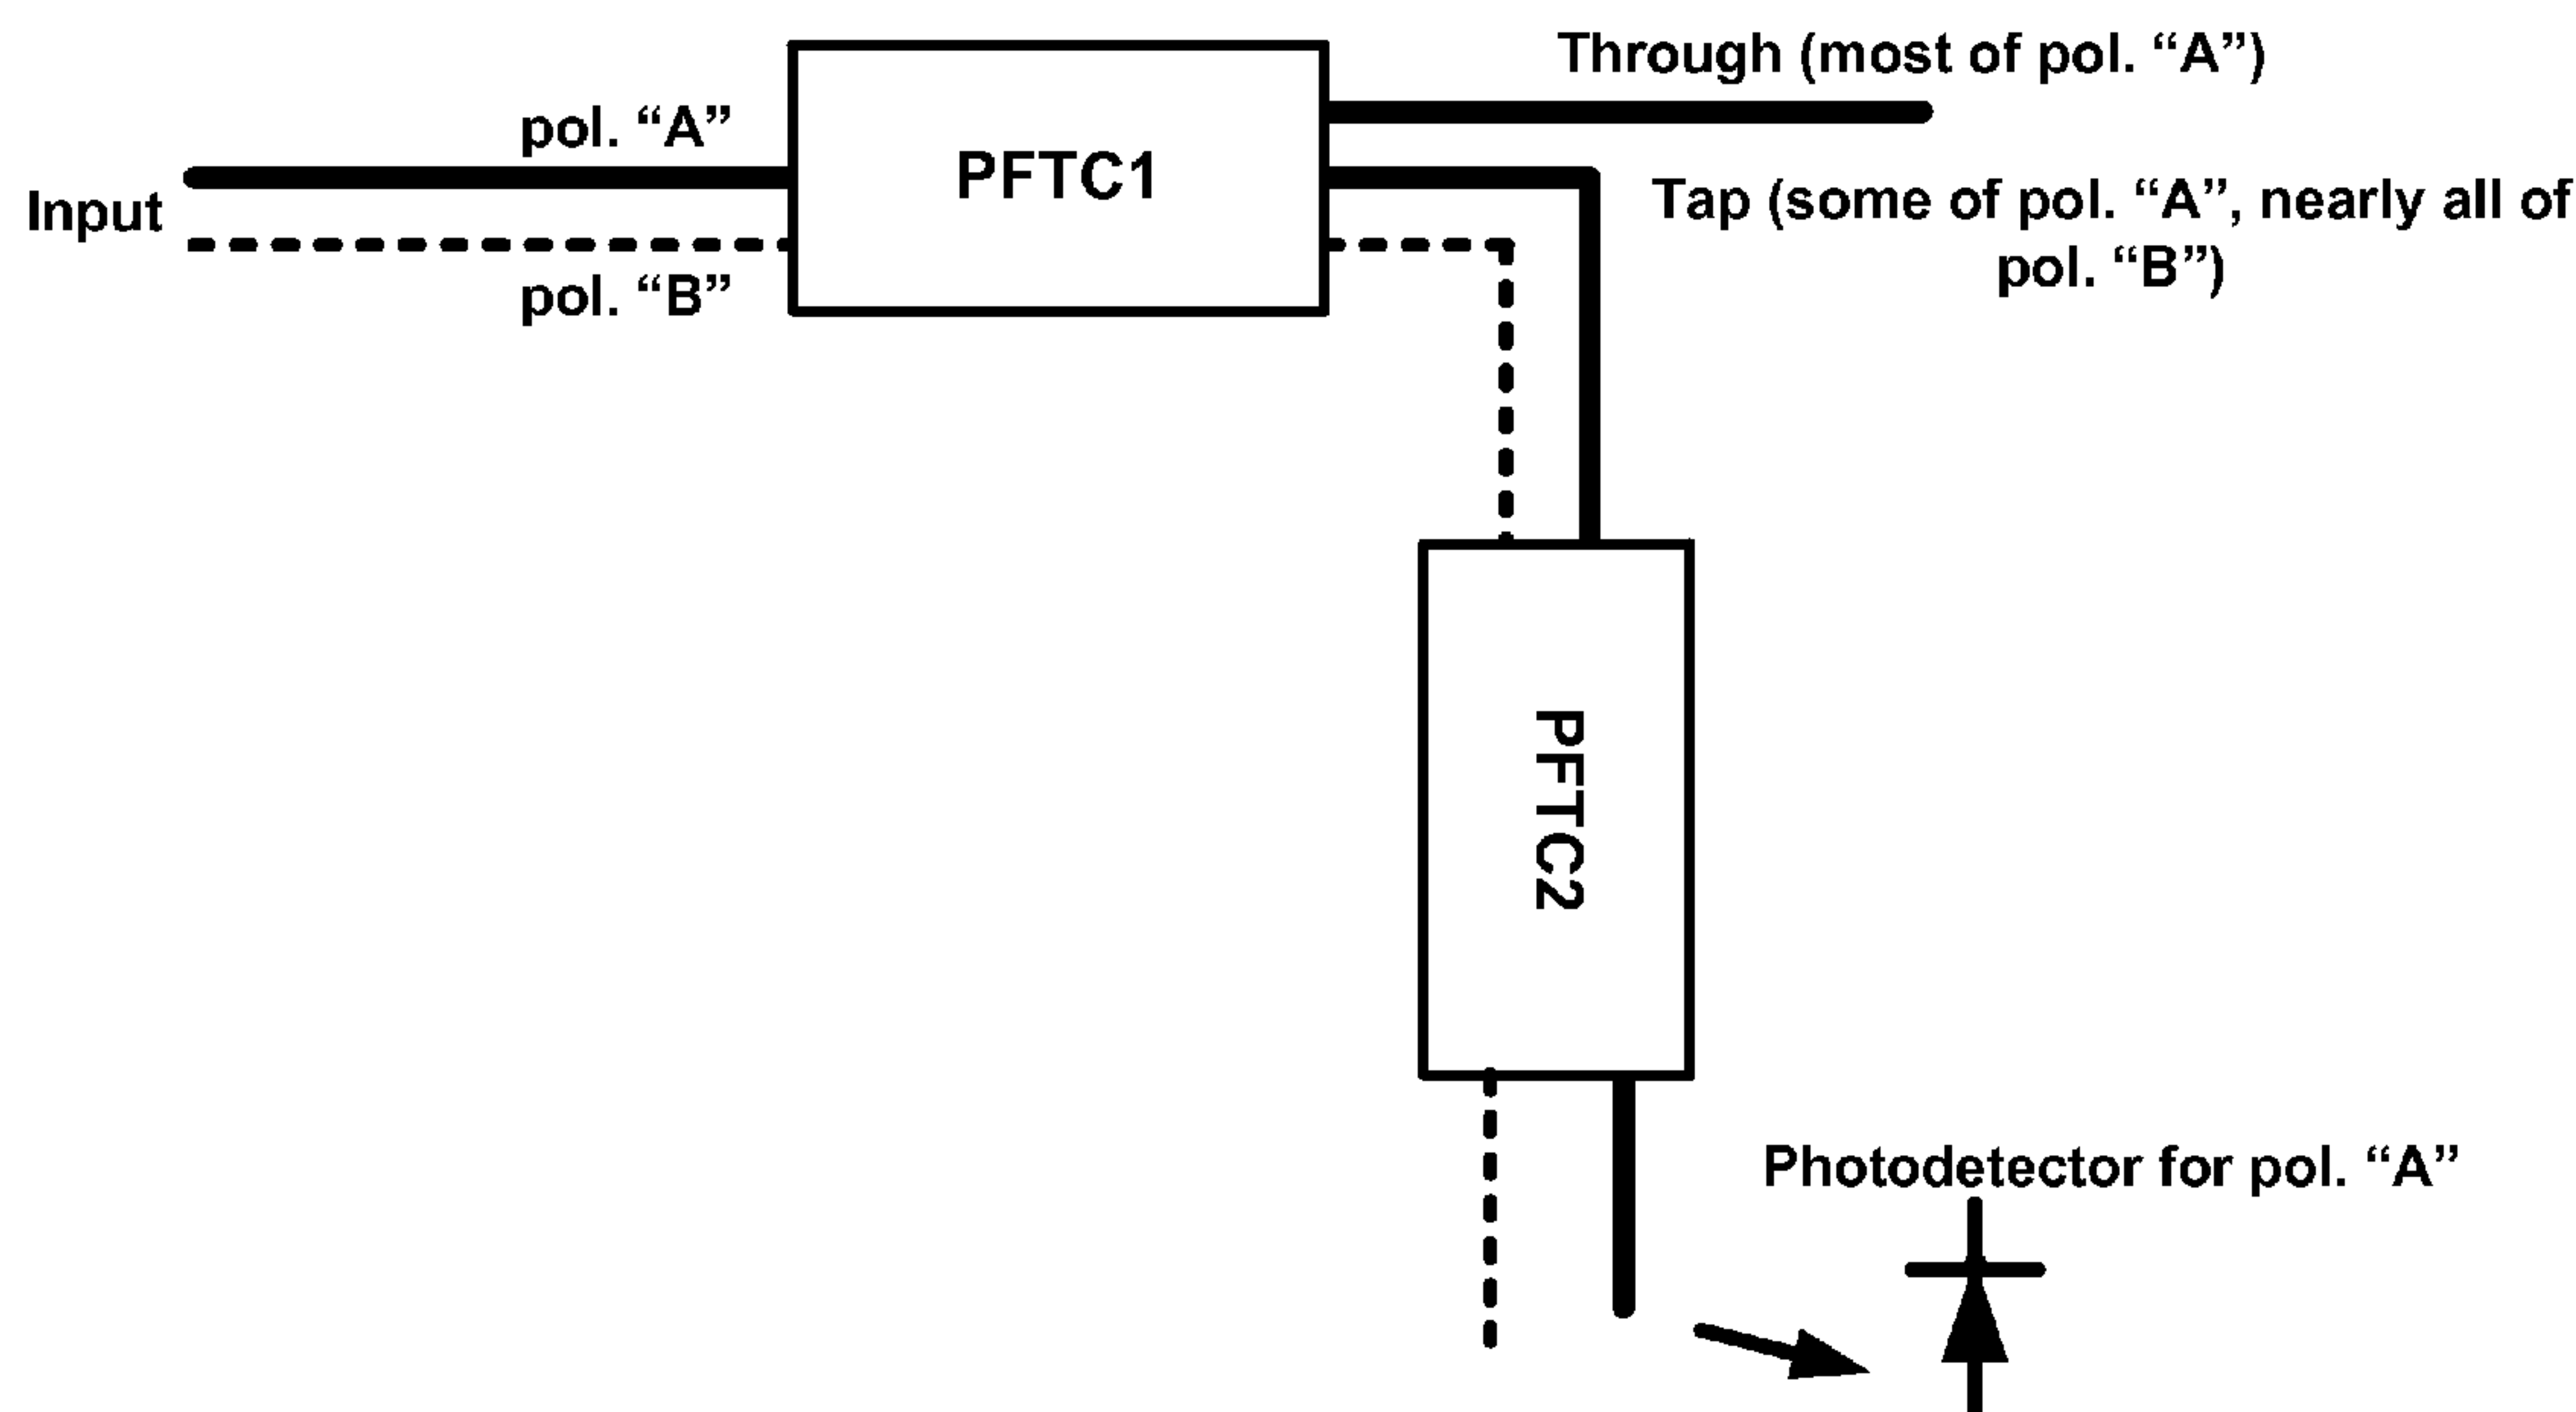 Through (most of pol. “A”)
pol. “A”
PFTC1
Input
Tap (some of pol. “A”, nearly all of
pol. “B”)
pol. “B”
PFTC2
Photodetector for pol. “A”